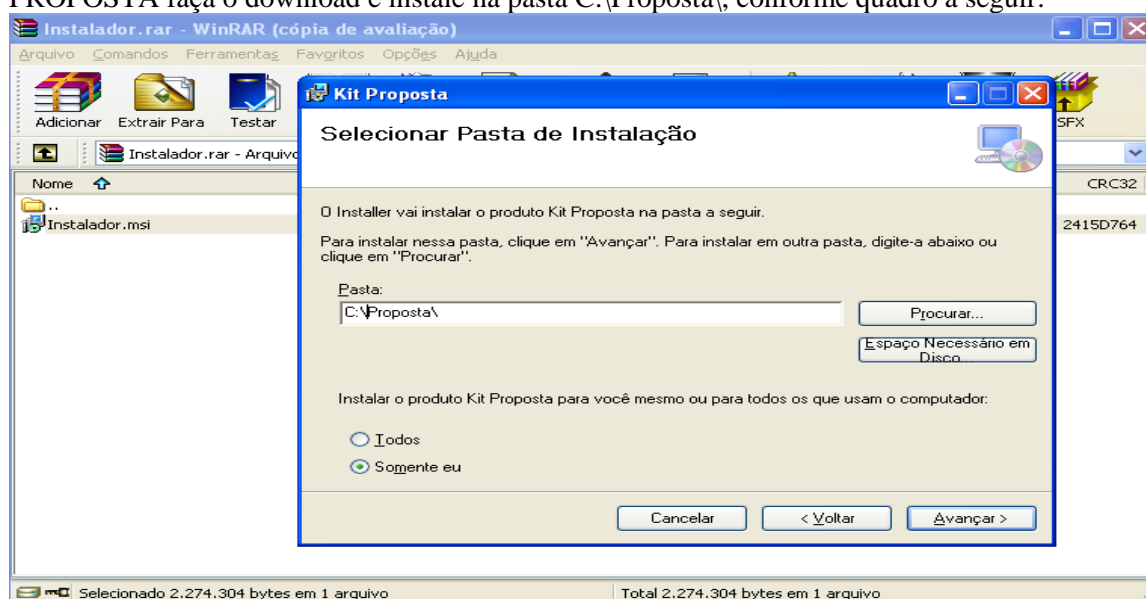 PROPOSTA faça o download e instale na pasta C:\Proposta\, conforme quadro a seguir:
Instalador.rar - WinRAR (cópia de avaliação)
Arquivo Comandos Ferramentas Favoritos Opções Ajuda
Adicionar Extrair Para Testar SFX
Instalador.rar - Arquivo
Nome CRC32
..
Instalador.msi 2415D764
Kit Proposta
Selecionar Pasta de Instalação
O Installer vai instalar o produto Kit Proposta na pasta a seguir.
Para instalar nessa pasta, clique em "Avançar". Para instalar em outra pasta, digite-a abaixo ou
clique em "Procurar".
Pasta:
C:\Proposta\
Procurar...
Espaço Necessário em
Disco...
Instalar o produto Kit Proposta para você mesmo ou para todos os que usam o computador:
Todos
Somente eu
Cancelar < Voltar Avançar >
Selecionado 2.274.304 bytes em 1 arquivo Total 2.274.304 bytes em 1 arquivo